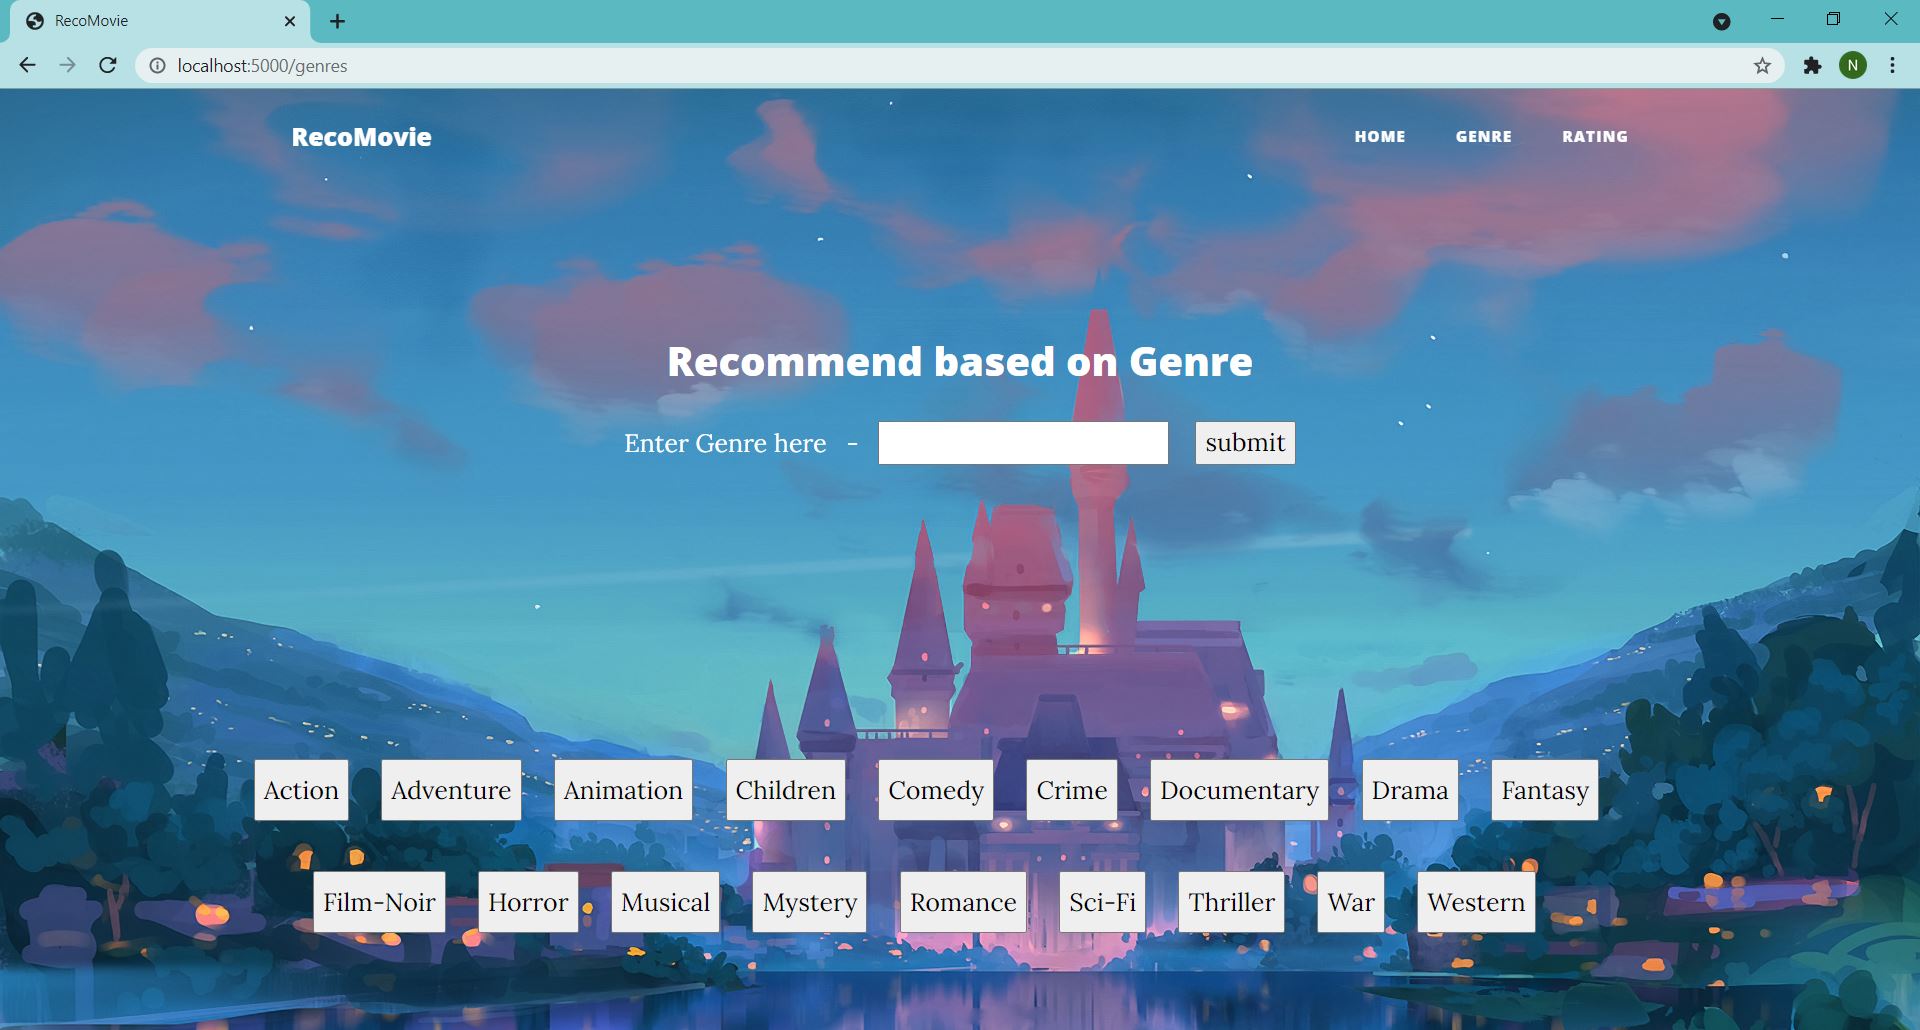 RecoMovie
localhost:5000/genres
N
RecoMovie HOME GENRE RATING
Recommend based on Genre
Enter Genre here - submit
Action Adventure Animation Children Comedy Crime Documentary Drama Fantasy
Film-Noir Horror Musical Mystery Romance Sci-Fi Thriller War Western